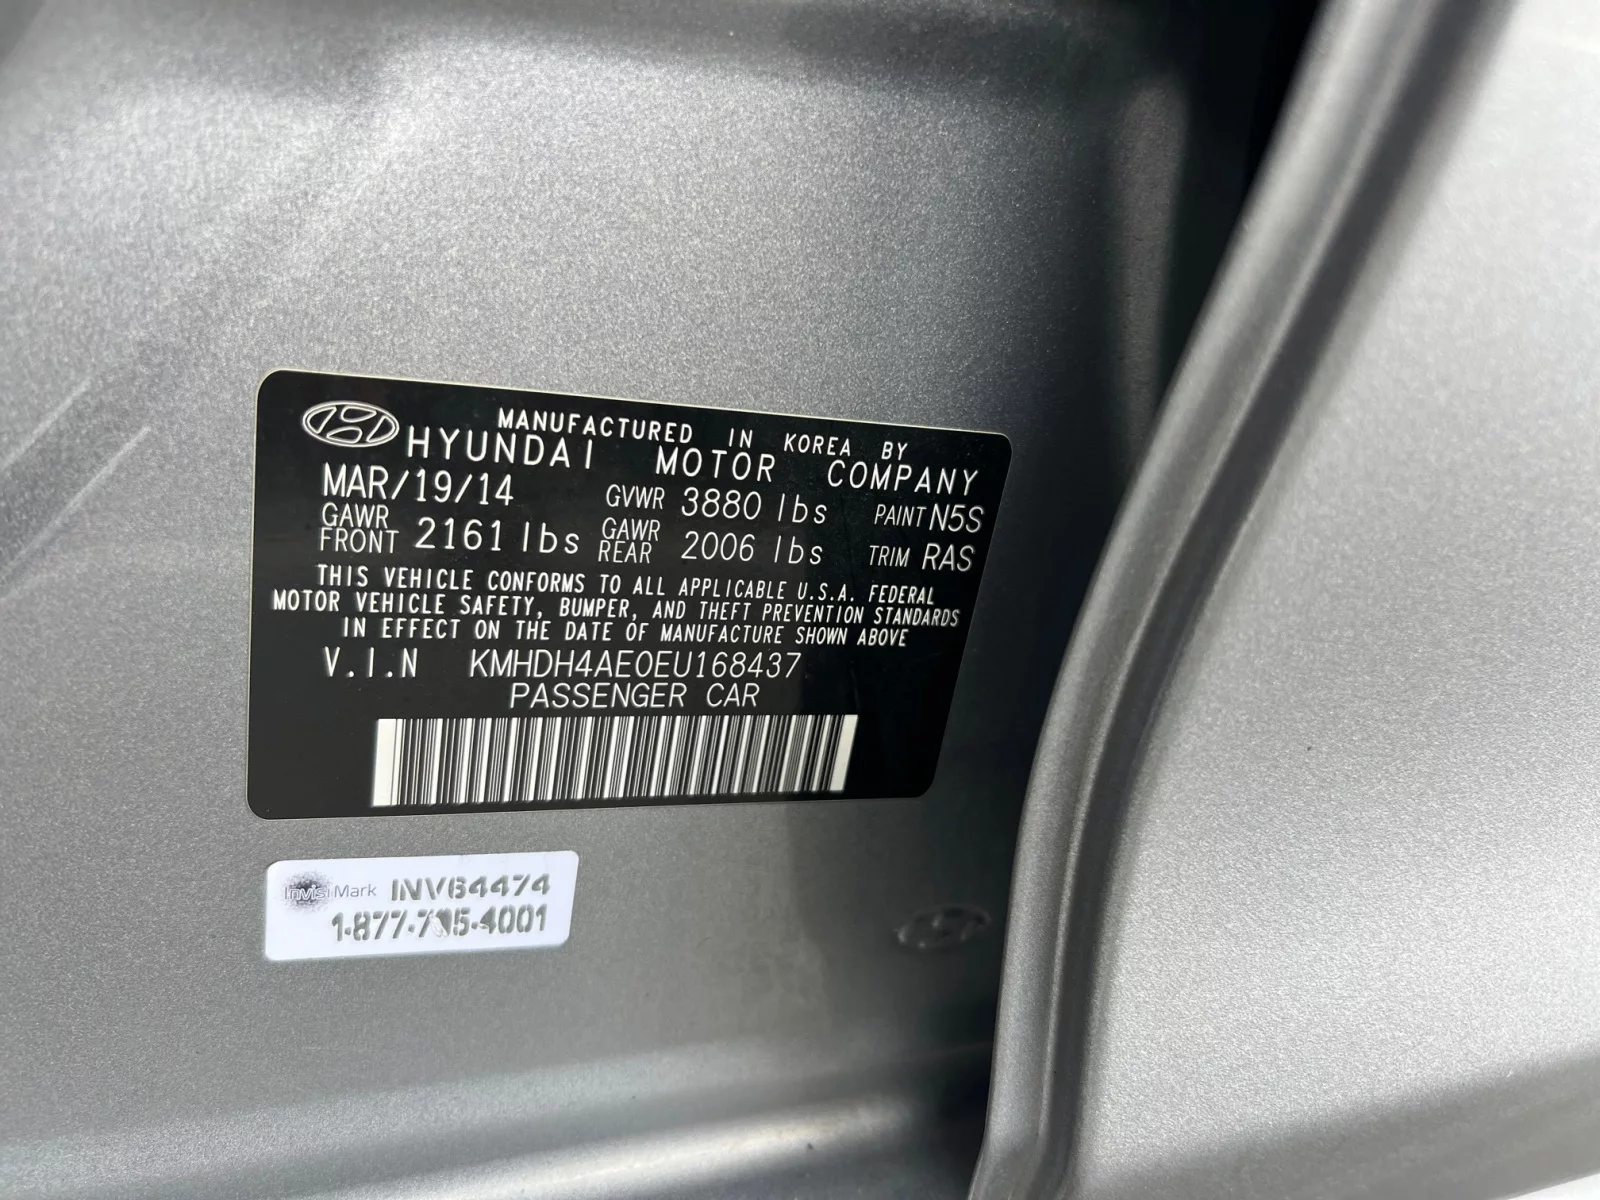 MANUFACTURED IN KOREA BY
HYUNDAI MOTOR COMPANY
MAR/19/14 GVWR 3880 lbs PAINT N5S
GAWR FRONT 2161 lbs GAWR REAR 2006 lbs TRIM RAS
THIS VEHICLE CONFORMS TO ALL APPLICABLE U.S.A. FEDERAL
MOTOR VEHICLE SAFETY, BUMPER, AND THEFT PREVENTION STANDARDS
IN EFFECT ON THE DATE OF MANUFACTURE SHOWN ABOVE
V.I.N KMHDH4AE0EU168437
PASSENGER CAR
InvisiMark INV64474